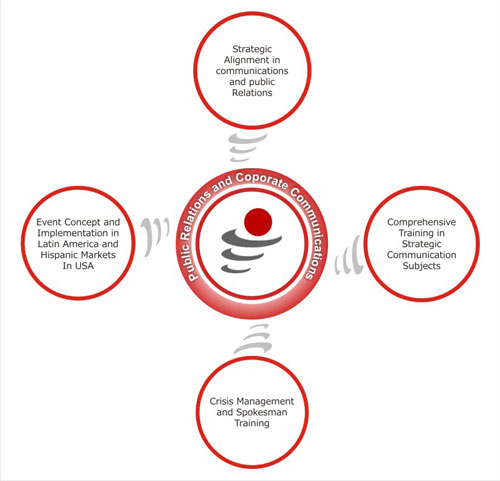 Strategic
Alignment in
communications
and public
Relations
Public Relations and Coporate Communications
Event Concept and
Implementation in
Latin America and
Hispanic Markets
In USA
Comprehensive
Training in
Strategic
Communication
Subjects
Crisis Management
and Spokesman
Training